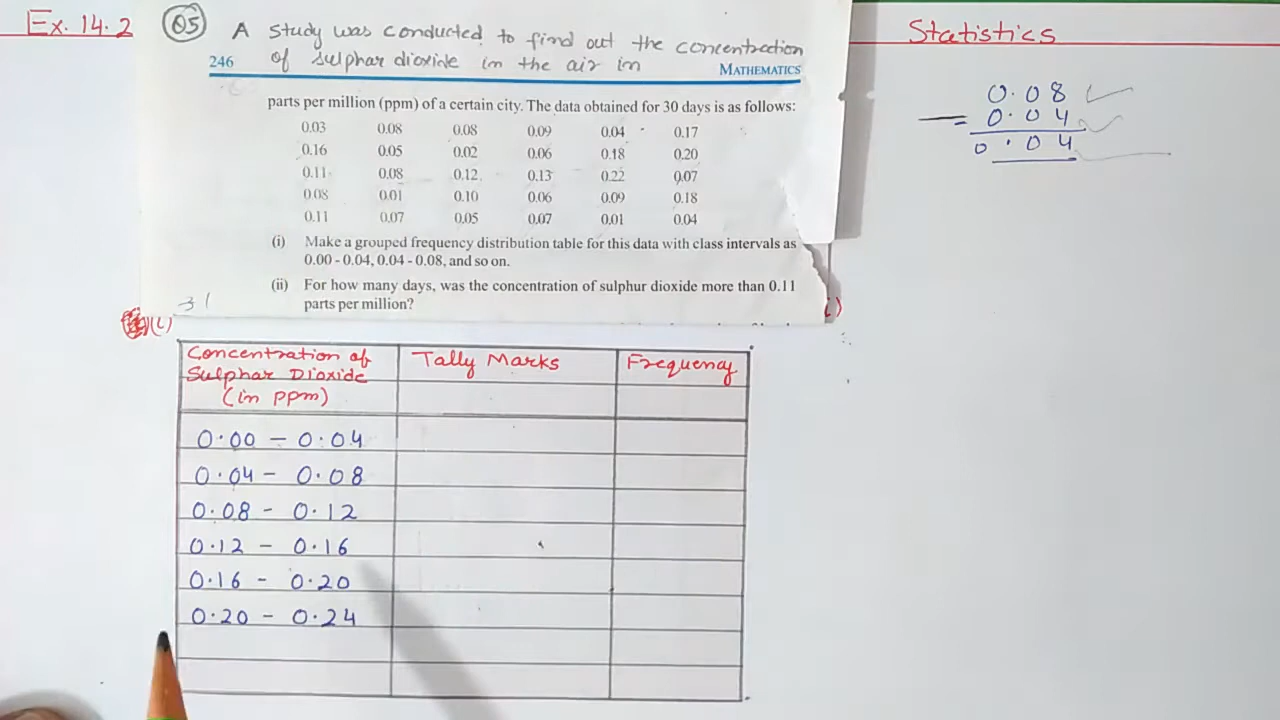 Ex. 14.2
Q5 A study was conducted to find out the concentration
of sulphar dioxide in the air in
246
MATHEMATICS
Statistics
0.08
0.04
0.04
parts per million (ppm) of a certain city. The data obtained for 30 days is as follows:
0.03 0.08 0.08 0.09 0.04 0.17
0.16 0.05 0.02 0.06 0.18 0.20
0.11 0.08 0.12 0.13 0.22 0.07
0.08 0.01 0.10 0.06 0.09 0.18
0.11 0.07 0.05 0.07 0.01 0.04
(i) Make a grouped frequency distribution table for this data with class intervals as
0.00 - 0.04, 0.04 - 0.08, and so on.
(ii) For how many days, was the concentration of sulphur dioxide more than 0.11
parts per million?
Concentration of
Sulphar Dioxide
(in ppm)
Tally Marks
Frequency
0.00 - 0.04
0.04 - 0.08
0.08 - 0.12
0.12 - 0.16
0.16 - 0.20
0.20 - 0.24